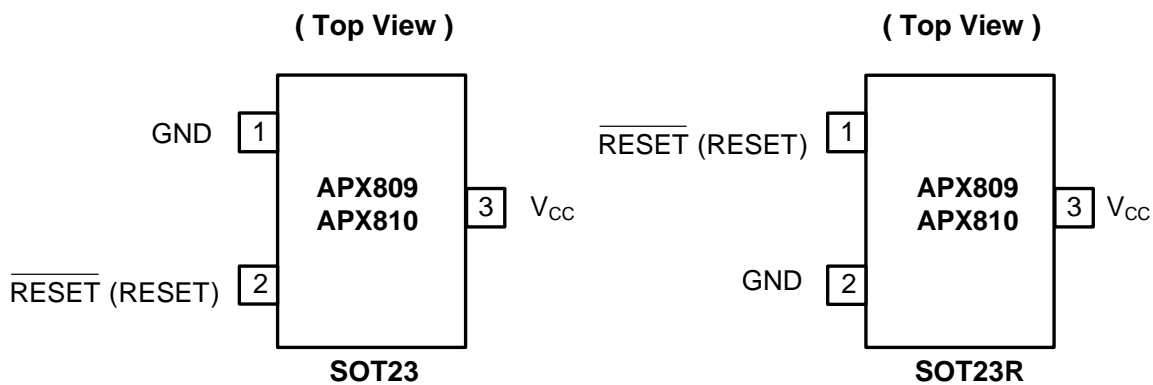 ( Top View )
GND
1
APX809
APX810
3
VCC
RESET (RESET)
2
SOT23
( Top View )
RESET (RESET)
1
APX809
APX810
3
VCC
GND
2
SOT23R